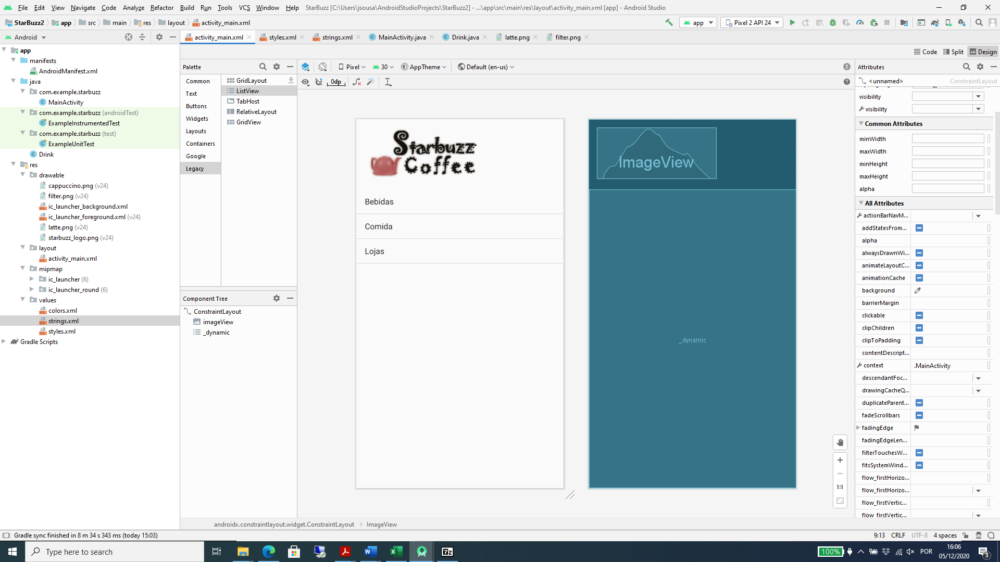 File Edit View Navigate Code Analyze Refactor Build Run Tools VCS Window Help StarBuzz [C:\Users\jsousa\AndroidStudioProjects\StarBuzz2] - ...\app\src\main\res\layout\activity_main.xml [app] - Android Studio
StarBuzz2 app src main res layout activity_main.xml app Pixel 2 API 24
Android activity_main.xml styles.xml strings.xml MainActivity.java Drink.java latte.png filter.png
Code Split Design
app
manifests
AndroidManifest.xml
java
com.example.starbuzz
MainActivity
com.example.starbuzz (androidTest)
ExampleInstrumentedTest
com.example.starbuzz (test)
ExampleUnitTest
Drink
res
drawable
cappuccino.png (v24)
filter.png (v24)
ic_launcher_background.xml
ic_launcher_foreground.xml (v24)
latte.png (v24)
starbuzz_logo.png (v24)
layout
activity_main.xml
mipmap
ic_launcher (6)
ic_launcher_round (6)
values
colors.xml
strings.xml
styles.xml
Gradle Scripts
Palette
Common
Text
Buttons
Widgets
Layouts
Containers
Google
Legacy
GridLayout
ListView
TabHost
RelativeLayout
GridView
Component Tree
ConstraintLayout
imageView
_dynamic
Pixel 30 AppTheme Default (en-us)
0dp
Starbuzz
Coffee
Bebidas
Comida
Lojas
ImageView
_dynamic
1:1
androidx.constraintlayout.widget.ConstraintLayout ImageView
Attributes
<unnamed> ConstraintLayout
visibility
visibility
Common Attributes
minWidth
maxWidth
minHeight
maxHeight
alpha
All Attributes
actionBarNavM...
addStatesFrom...
alpha
alwaysDrawnWi...
animateLayoutC...
animationCache
background
barrierMargin
clickable
clipChildren
clipToPadding
contentDescript...
context .MainActivity
descendantFoc...
drawingCacheQ...
duplicateParent...
fadeScrollbars
fadingEdge
fadingEdgeLen...
filterTouchesW...
fitsSystemWind...
flow_firstHorizo...
flow_firstHorizo...
flow_firstVertic...
flow_firstVertic...
Gradle sync finished in 8 m 34 s 343 ms (today 15:03) 9:13 CRLF UTF-8 4 spaces
Type here to search 7z 100% POR 16:06
05/12/2020 3